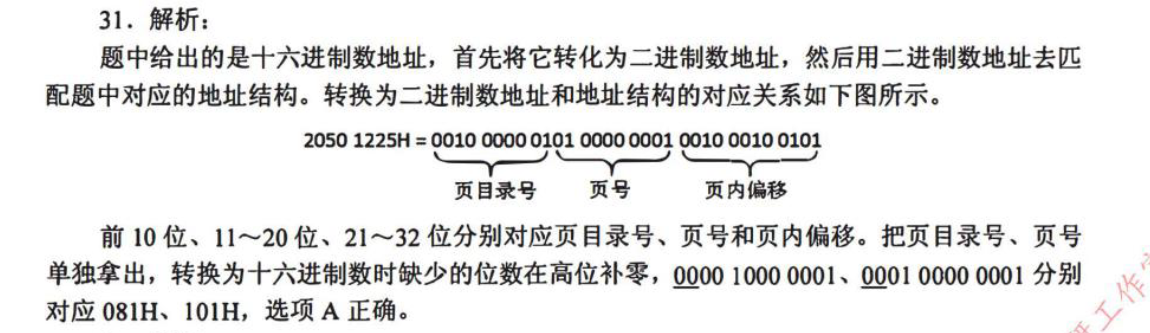 31．解析：
题中给出的是十六进制数地址，首先将它转化为二进制数地址，然后用二进制数地址去匹
配题中对应的地址结构。转换为二进制数地址和地址结构的对应关系如下图所示。
2050 1225H = 0010 0000 0101 0000 0001 0010 0010 0101
页目录号 页号 页内偏移
前 10 位、11～20 位、21～32 位分别对应页目录号、页号和页内偏移。把页目录号、页号
单独拿出，转换为十六进制数时缺少的位数在高位补零，0000 1000 0001、0001 0000 0001 分别
对应 081H、101H，选项 A 正确。
工作